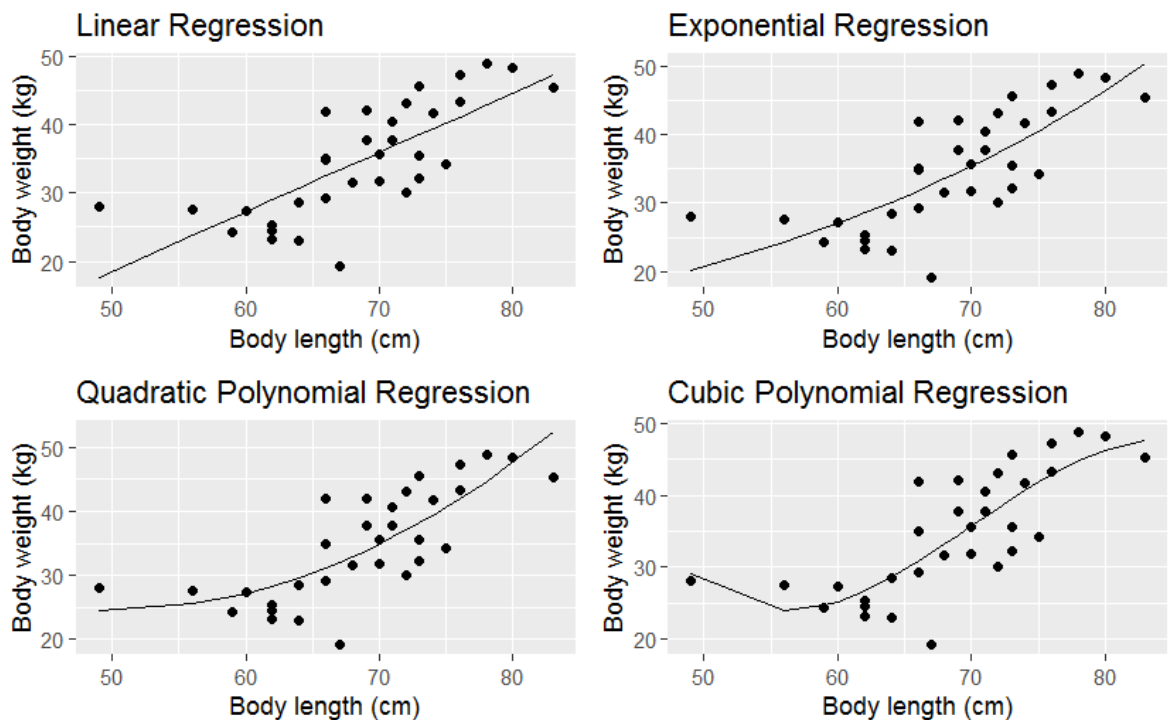 Linear Regression
Body weight (kg)
50
40
30
20
50 60 70 80
Body length (cm)
Exponential Regression
Body weight (kg)
50
40
30
20
50 60 70 80
Body length (cm)
Quadratic Polynomial Regression
Body weight (kg)
50
40
30
20
50 60 70 80
Body length (cm)
Cubic Polynomial Regression
Body weight (kg)
50
40
30
20
50 60 70 80
Body length (cm)